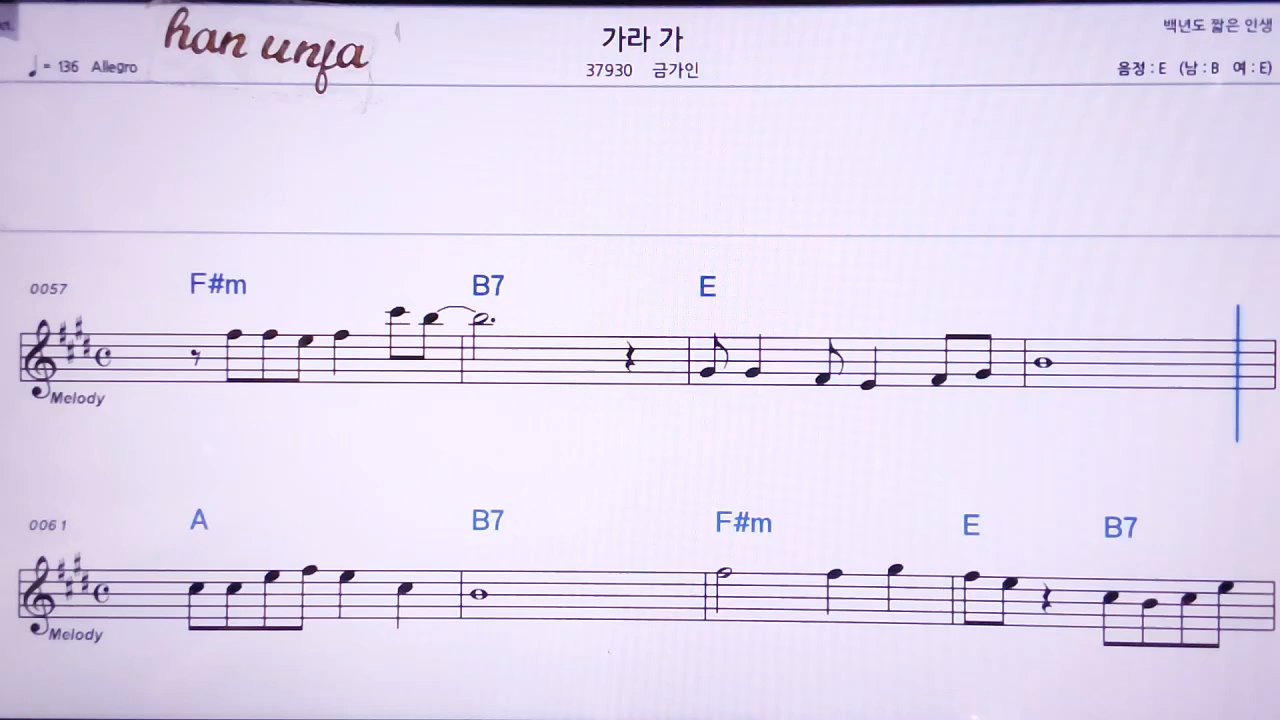 han unfa
가라 가
백년도 짧은 인생
♩= 136 Allegro
37930 금가인
음정 : E (남 : B 여 : E)
0057
F#m B7 E
Melody
0061
A B7 F#m E B7
Melody